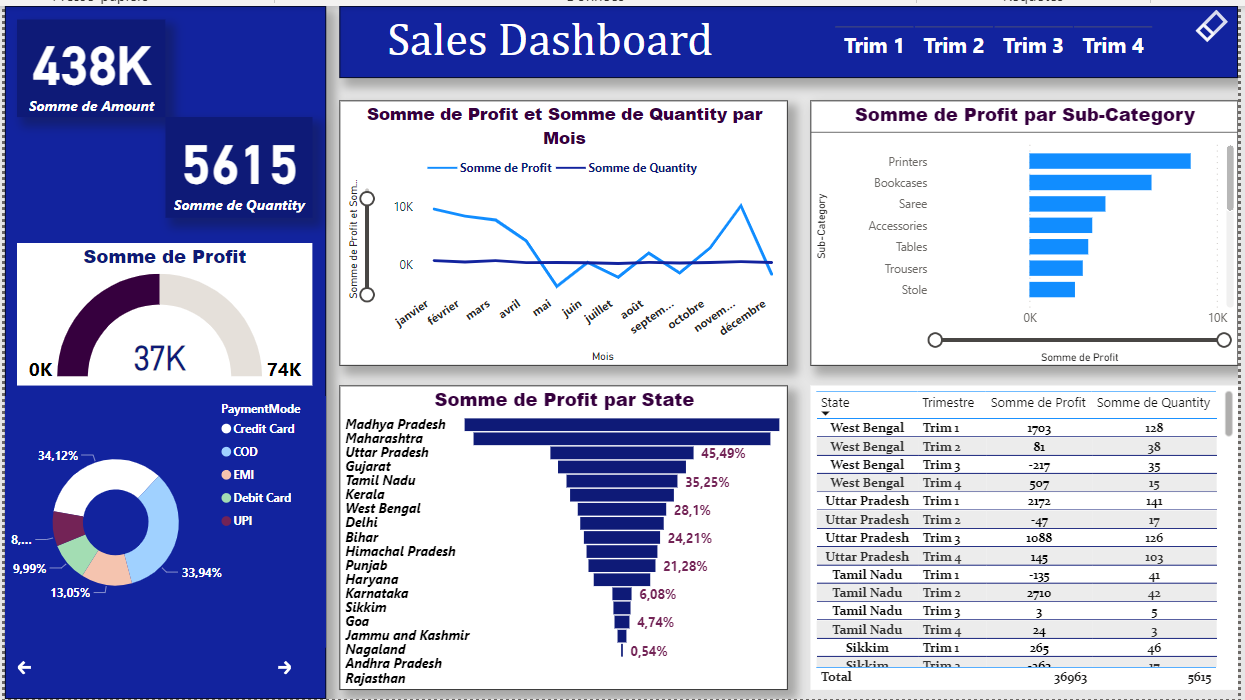 438K
Somme de Amount
5615
Somme de Quantity
Somme de Profit
37K
0K
74K
PaymentMode
Credit Card
COD
EMI
Debit Card
UPI
34,12%
8,...
9,99%
13,05%
33,94%
Sales Dashboard
Trim 1 Trim 2 Trim 3 Trim 4
Somme de Profit et Somme de Quantity par
Mois
Somme de Profit Somme de Quantity
Somme de Profit et Som...
10K
0K
janvier
février
mars
avril
mai
juin
juillet
août
septem...
octobre
novem...
décembre
Mois
Somme de Profit par Sub-Category
Sub-Category
Printers
Bookcases
Saree
Accessories
Tables
Trousers
Stole
0K 10K
Somme de Profit
Somme de Profit par State
Madhya Pradesh
Maharashtra
Uttar Pradesh 45,49%
Gujarat
Tamil Nadu 35,25%
Kerala
West Bengal 28,1%
Delhi
Bihar 24,21%
Himachal Pradesh
Punjab 21,28%
Haryana
Karnataka 6,08%
Sikkim
Goa 4,74%
Jammu and Kashmir
Nagaland 0,54%
Andhra Pradesh
Rajasthan
State Trimestre Somme de Profit Somme de Quantity
West Bengal Trim 1 1703 128
West Bengal Trim 2 81 38
West Bengal Trim 3 -217 35
West Bengal Trim 4 507 15
Uttar Pradesh Trim 1 2172 141
Uttar Pradesh Trim 2 -47 17
Uttar Pradesh Trim 3 1088 126
Uttar Pradesh Trim 4 145 103
Tamil Nadu Trim 1 -135 41
Tamil Nadu Trim 2 2710 42
Tamil Nadu Trim 3 3 5
Tamil Nadu Trim 4 24 3
Sikkim Trim 1 265 46
Sikkim Trim 2
Total 36963 5615